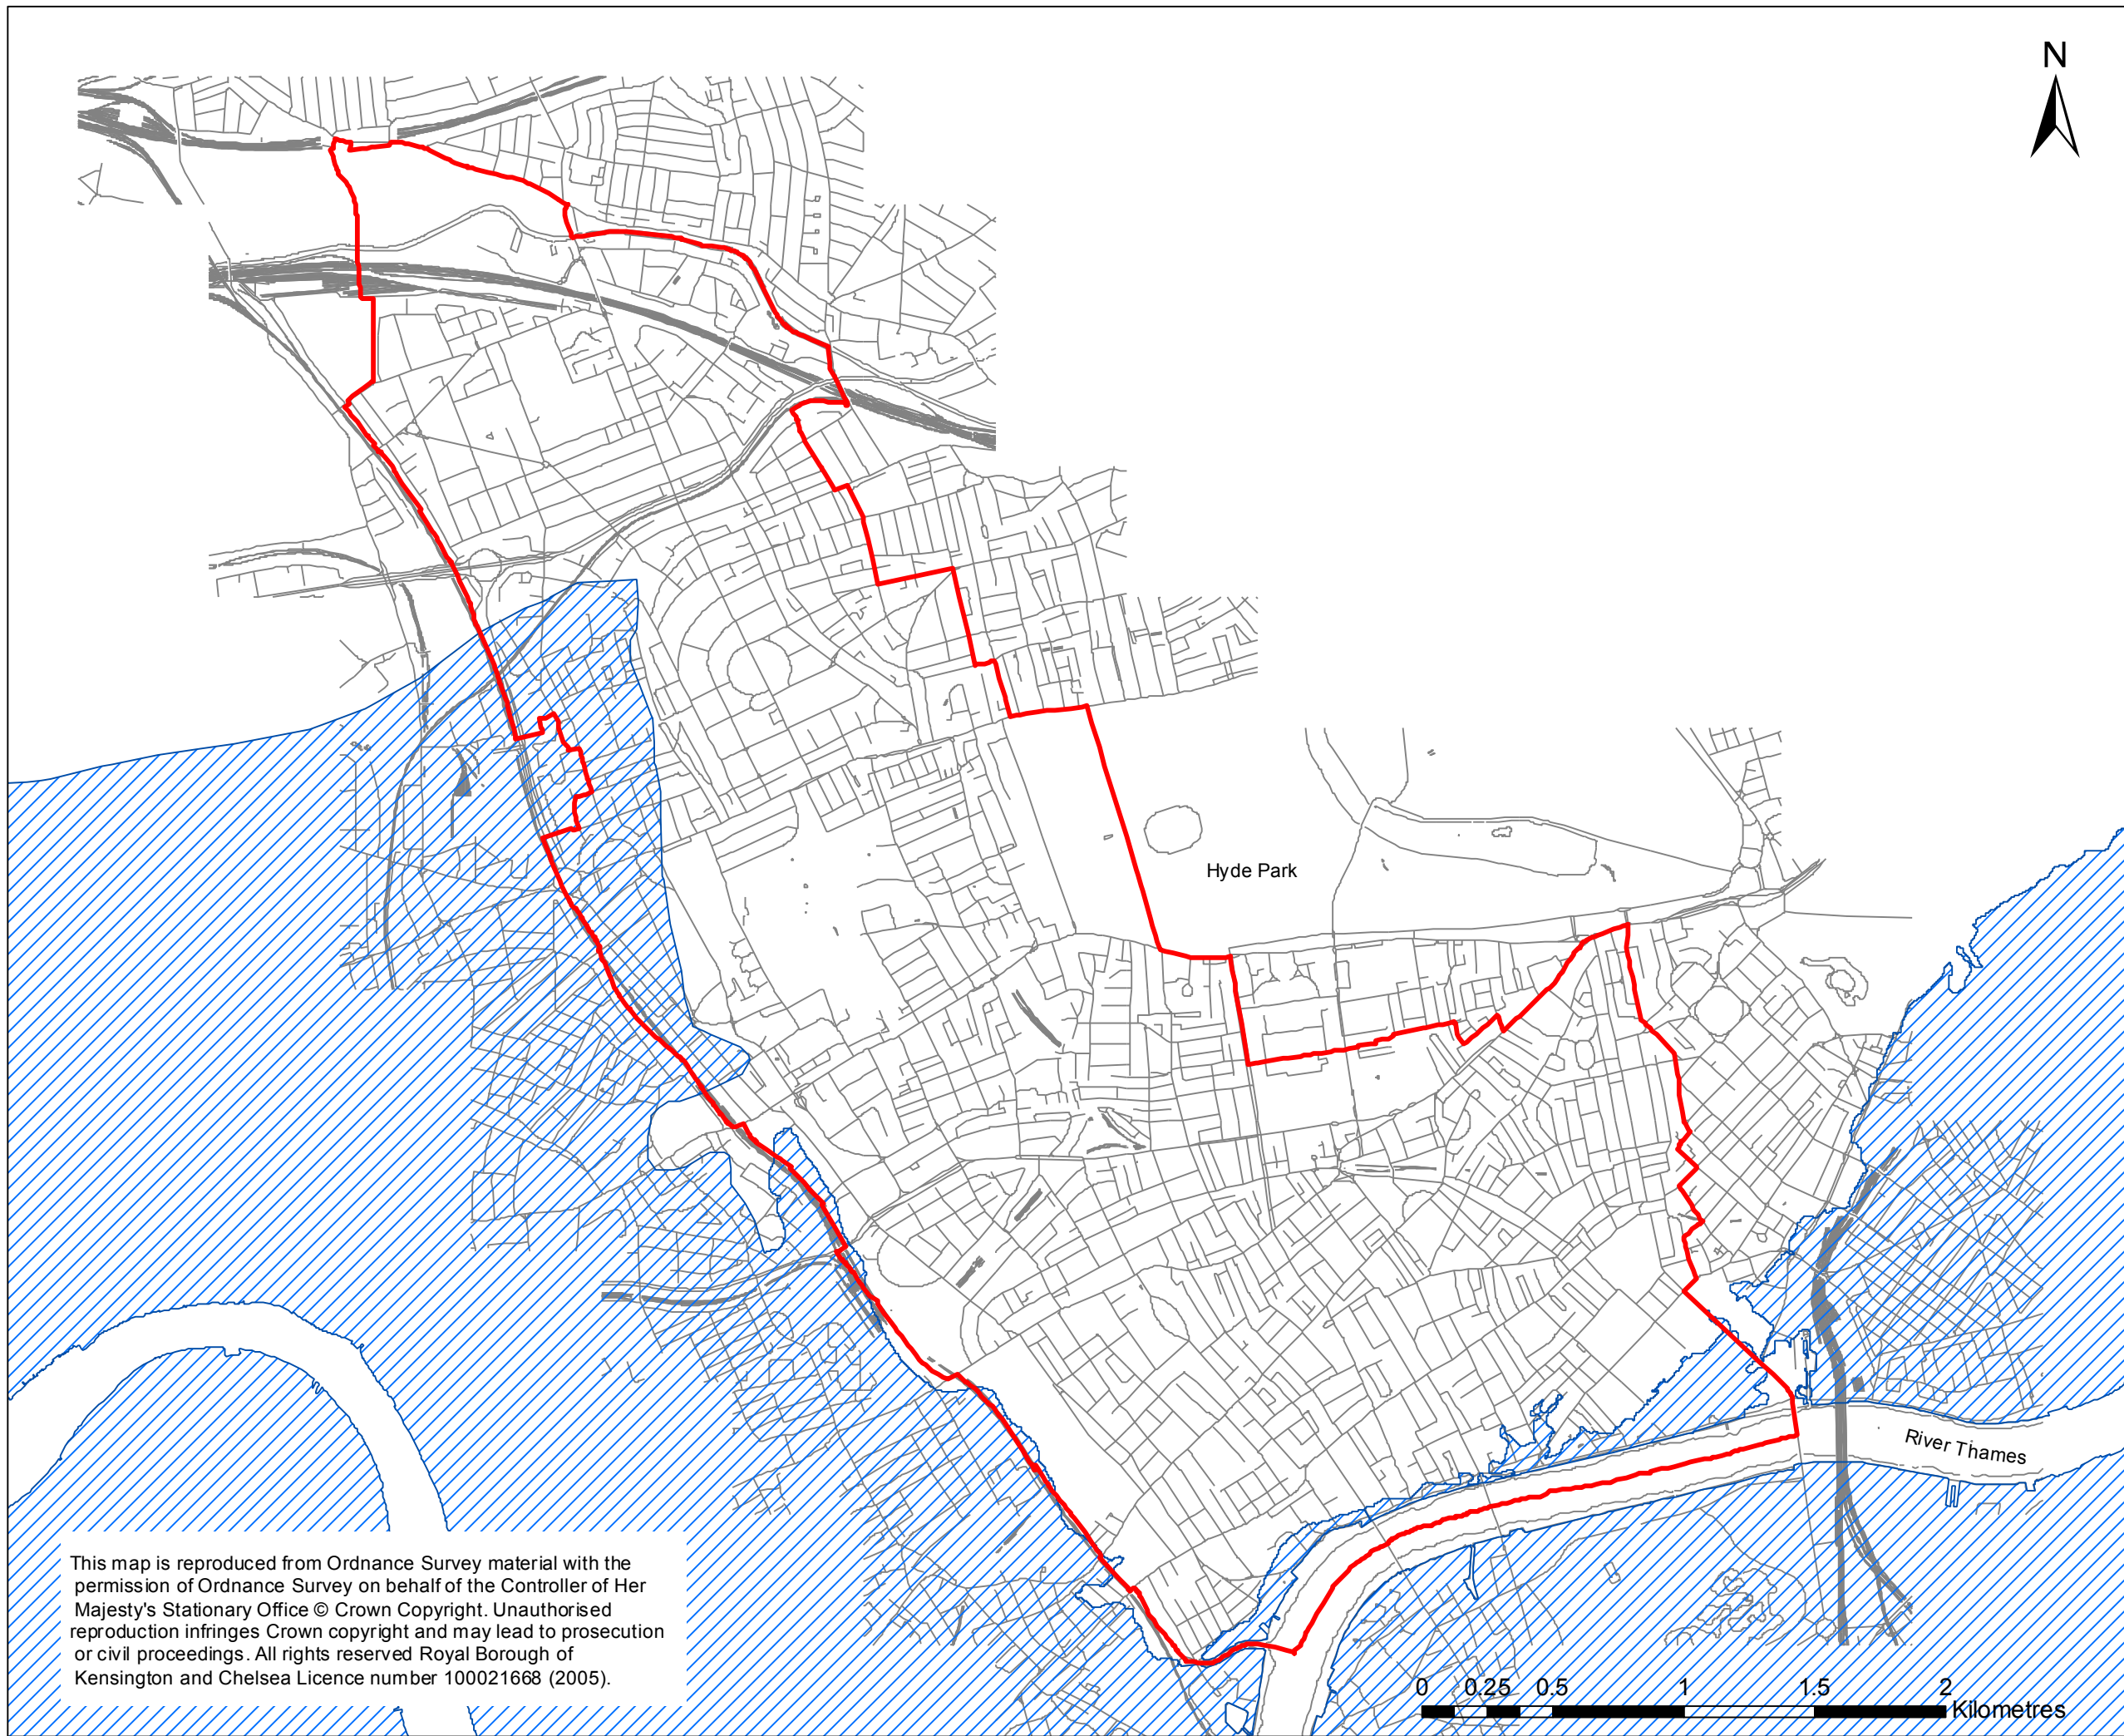 N
Hyde Park
River Thames
This map is reproduced from Ordnance Survey material with the
permission of Ordnance Survey on behalf of the Controller of Her
Majesty's Stationary Office © Crown Copyright. Unauthorised
reproduction infringes Crown copyright and may lead to prosecution
or civil proceedings. All rights reserved Royal Borough of
Kensington and Chelsea Licence number 100021668 (2005).
0 0.25 0.5 1 1.5 2
Kilometres